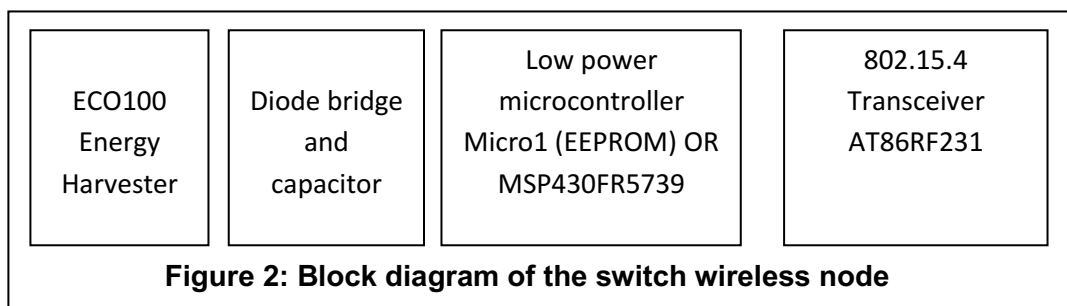 ECO100
Energy
Harvester
Diode bridge
and
capacitor
Low power
microcontroller
Micro1 (EEPROM) OR
MSP430FR5739
802.15.4
Transceiver
AT86RF231
Figure 2: Block diagram of the switch wireless node